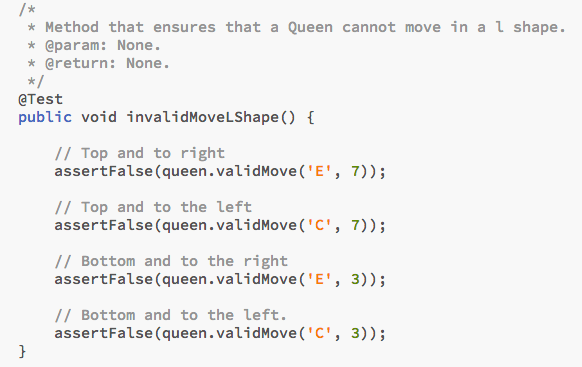 /*
 * Method that ensures that a Queen cannot move in a l shape.
 * @param: None.
 * @return: None.
 */
@Test
public void invalidMoveLShape() {
    // Top and to right
    assertFalse(queen.validMove('E', 7));
    // Top and to the left
    assertFalse(queen.validMove('C', 7));
    // Bottom and to the right
    assertFalse(queen.validMove('E', 3));
    // Bottom and to the left.
    assertFalse(queen.validMove('C', 3));
}